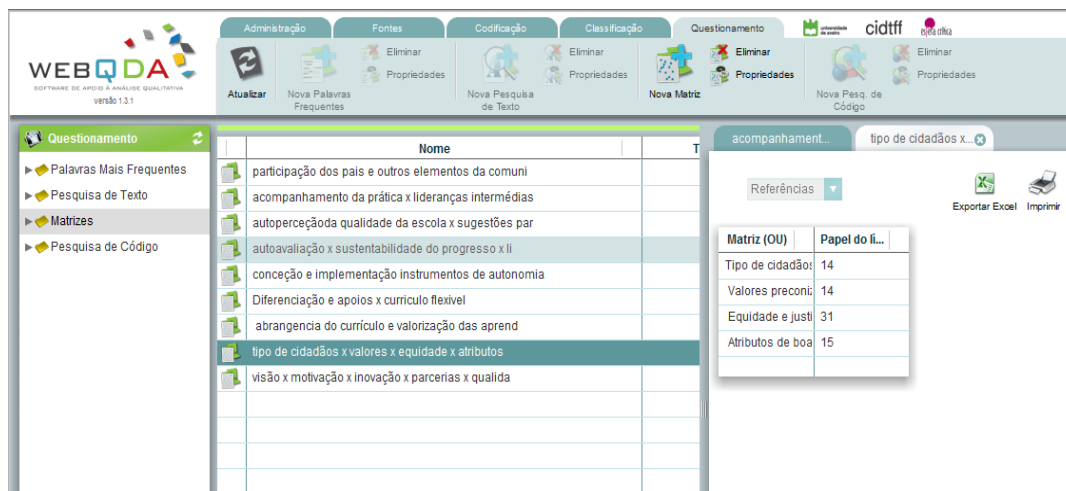 WEBQDA
SOFTWARE DE APOIO À ANÁLISE QUALITATIVA
versão 1.3.1
Administração
Fontes
Codificação
Classificação
Questionamento
universidade de aveiro
cidtff
esfera crítica
Atualizar
Nova Palavras Frequentes
Eliminar
Propriedades
Nova Pesquisa de Texto
Eliminar
Propriedades
Nova Matriz
Eliminar
Propriedades
Nova Pesq. de Código
Eliminar
Propriedades
Questionamento
Palavras Mais Frequentes
Pesquisa de Texto
Matrizes
Pesquisa de Código
Nome
T
participação dos pais e outros elementos da comuni
acompanhamento da prática x lideranças intermédias
autoperceçãoda qualidade da escola x sugestões par
autoavaliação x sustentabilidade do progresso x li
conceção e implementação instrumentos de autonomia
Diferenciação e apoios x curriculo flexivel
abrangencia do currículo e valorização das aprend
tipo de cidadãos x valores x equidade x atributos
visão x motivação x inovação x parcerias x qualida
acompanhament...
tipo de cidadãos x...
Referências
Exportar Excel
Imprimir
Matriz (OU) Papel do lí...
Tipo de cidadãos 14
Valores preconiz 14
Equidade e justi 31
Atributos de boa 15